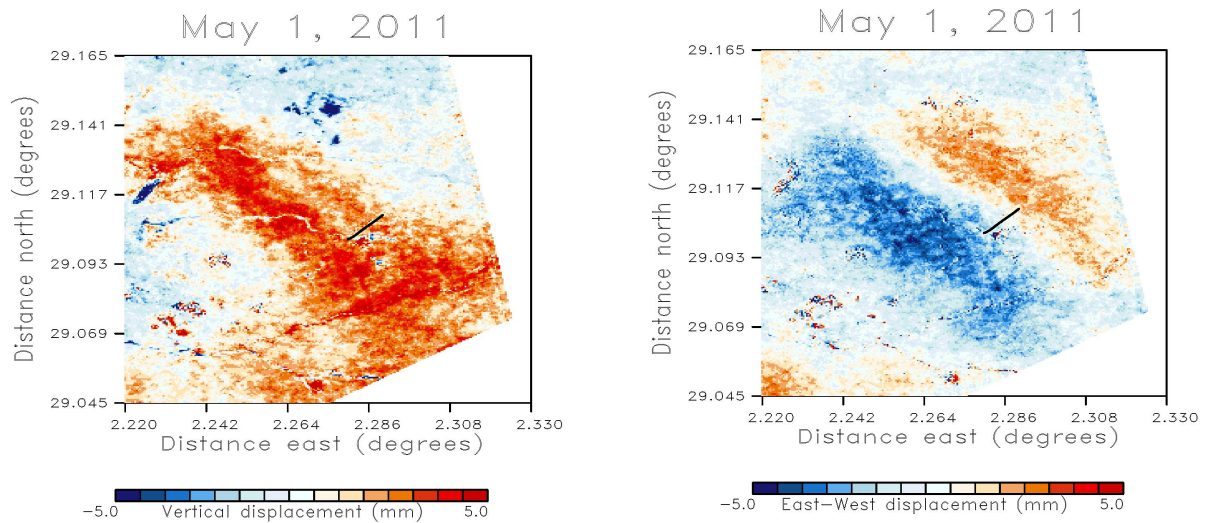 May 1, 2011
29.165
29.141
29.117
29.093
29.069
29.045
Distance north (degrees)
2.220 2.242 2.264 2.286 2.308 2.330
Distance east (degrees)
-5.0 Vertical displacement (mm) 5.0
May 1, 2011
29.165
29.141
29.117
29.093
29.069
29.045
Distance north (degrees)
2.220 2.242 2.264 2.286 2.308 2.330
Distance east (degrees)
-5.0 East-West displacement (mm) 5.0